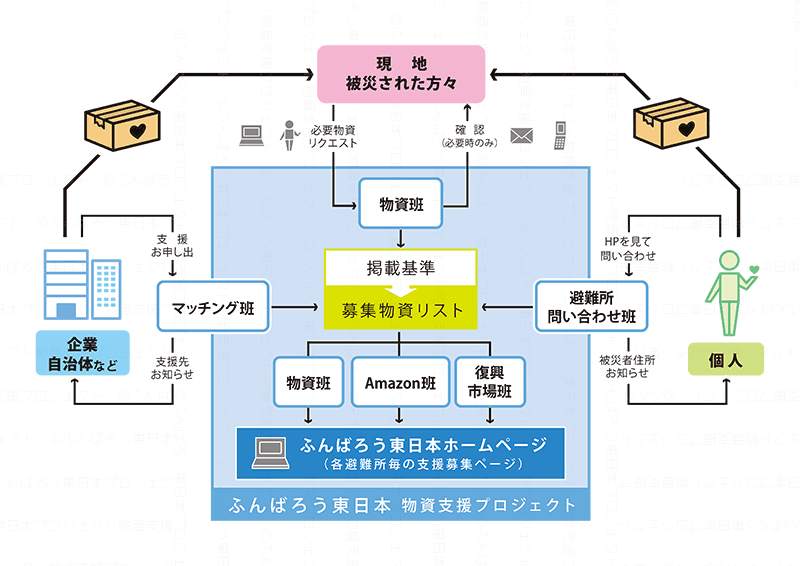 現　地
被災された方々
必要物資
リクエスト
確　認
（必要時のみ）
物資班
支　援
お申し出
掲載基準
HPを見て
問い合わせ
マッチング班
募集物資リスト
避難所
問い合わせ班
企業
自治体など
支援先
お知らせ
物資班
Amazon班
復興
市場班
被災者住所
お知らせ
個 人
ふんばろう東日本ホームページ
（各避難所毎の支援募集ページ）
ふんばろう東日本 物資支援プロジェクト